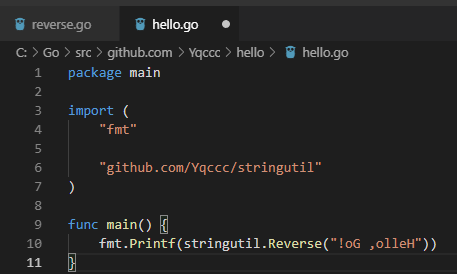 reverse.go hello.go
C: > Go > src > github.com > Yqccc > hello > hello.go
1 package main
2
3 import (
4     "fmt"
5
6     "github.com/Yqccc/stringutil"
7 )
8
9 func main() {
10     fmt.Printf(stringutil.Reverse("!oG ,olleH"))
11 }